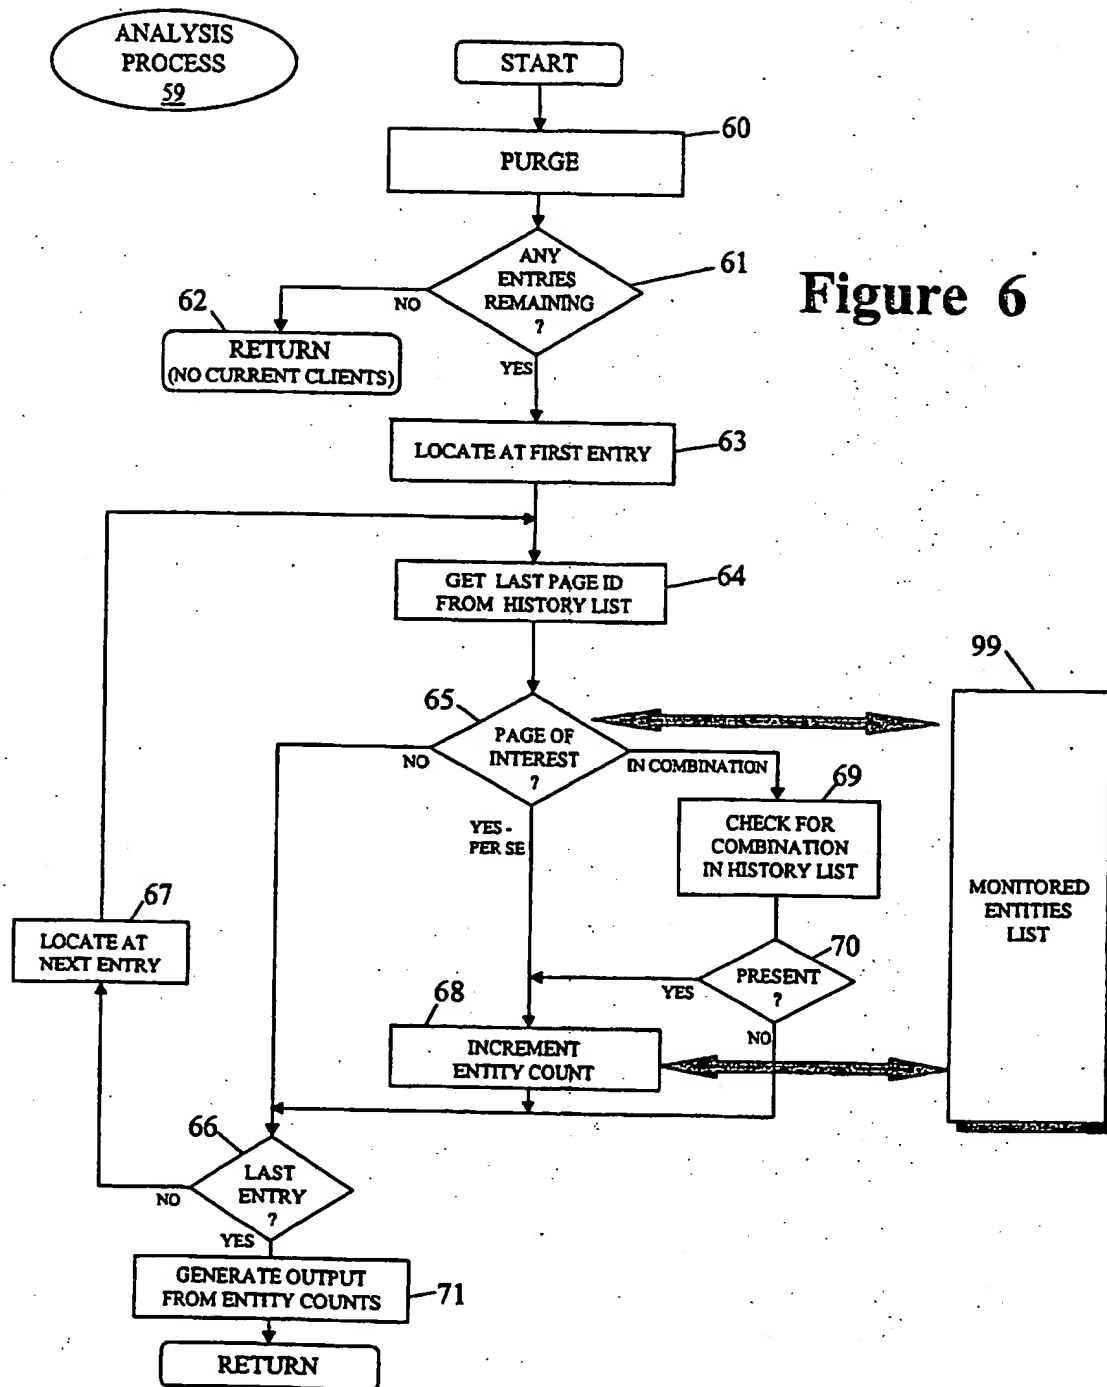 ANALYSIS
PROCESS
59
START
60
PURGE
ANY
ENTRIES
REMAINING
?
61
Figure 6
NO
62
RETURN
(NO CURRENT CLIENTS)
YES
LOCATE AT FIRST ENTRY
63
GET LAST PAGE ID
FROM HISTORY LIST
64
99
65
PAGE OF
INTEREST
?
NO
IN COMBINATION
69
YES -
PER SE
CHECK FOR
COMBINATION
IN HISTORY LIST
MONITORED
ENTITIES
LIST
67
LOCATE AT
NEXT ENTRY
70
PRESENT
?
YES
NO
68
INCREMENT
ENTITY COUNT
66
LAST
ENTRY
?
NO
YES
GENERATE OUTPUT
FROM ENTITY COUNTS
71
RETURN